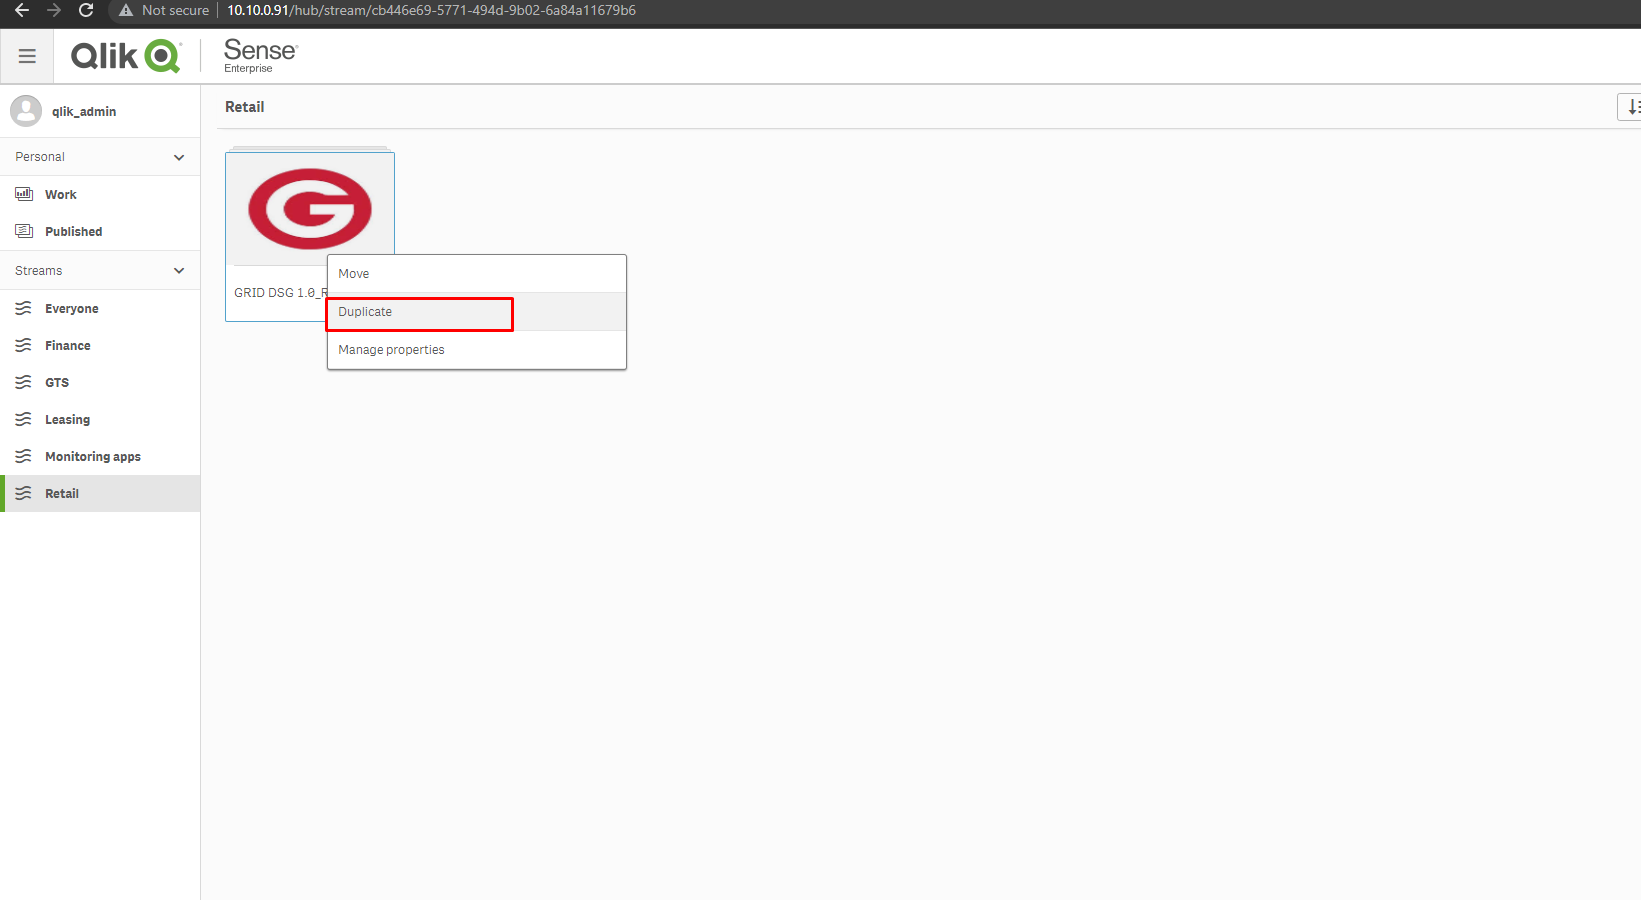 Not secure
10.10.0.91/hub/stream/cb446e69-5771-494d-9b02-6a84a11679b6
Qlik
Sense
Enterprise
qlik_admin
Retail
Personal
Work
Published
Streams
Everyone
Finance
GTS
Leasing
Monitoring apps
Retail
G
GRID DSG 1.0_R
Move
Duplicate
Manage properties